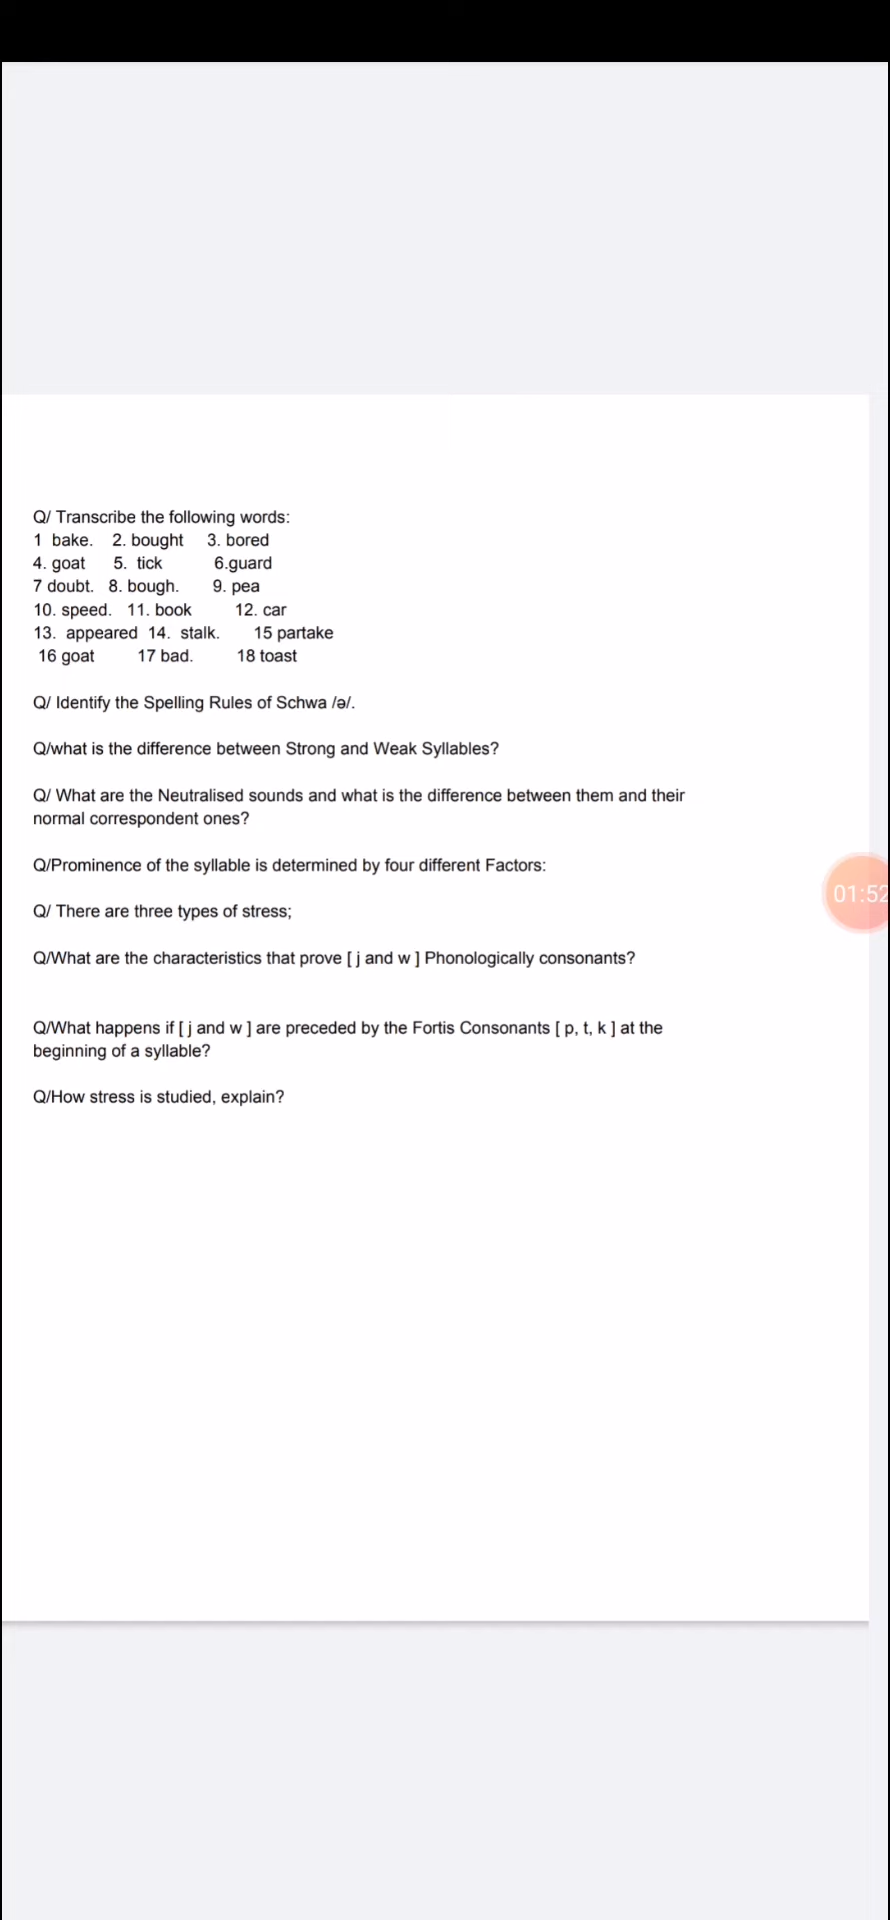 Q/ Transcribe the following words:
1 bake. 2. bought 3. bored
4. goat 5. tick 6.guard
7 doubt. 8. bough. 9. pea
10. speed. 11. book 12. car
13. appeared 14. stalk. 15 partake
16 goat 17 bad. 18 toast
Q/ Identify the Spelling Rules of Schwa /ə/.
Q/what is the difference between Strong and Weak Syllables?
Q/ What are the Neutralised sounds and what is the difference between them and their
normal correspondent ones?
Q/Prominence of the syllable is determined by four different Factors:
01:52
Q/ There are three types of stress;
Q/What are the characteristics that prove [ j and w ] Phonologically consonants?
Q/What happens if [ j and w ] are preceded by the Fortis Consonants [ p, t, k ] at the
beginning of a syllable?
Q/How stress is studied, explain?